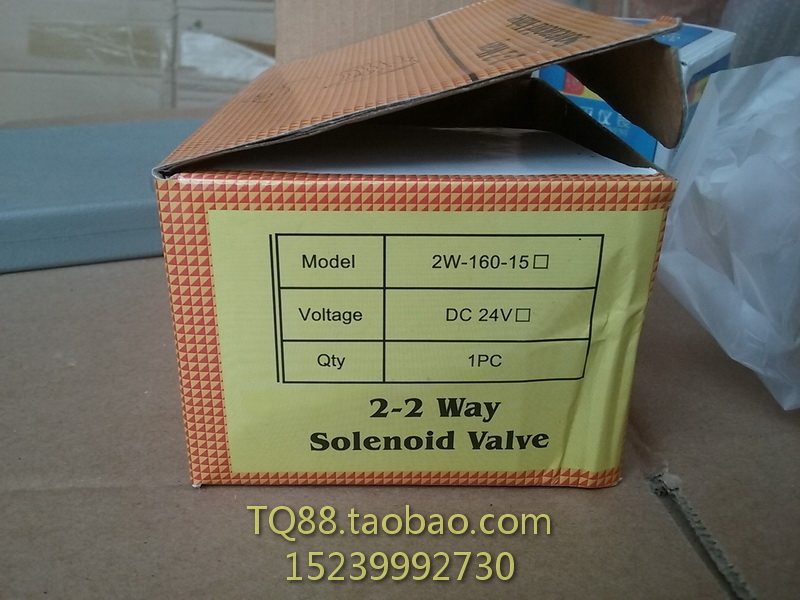 Model 2W-160-15□
Voltage DC 24V□
Qty 1PC
2-2 Way
Solenoid Valve
TQ88.taobao.com
15239992730